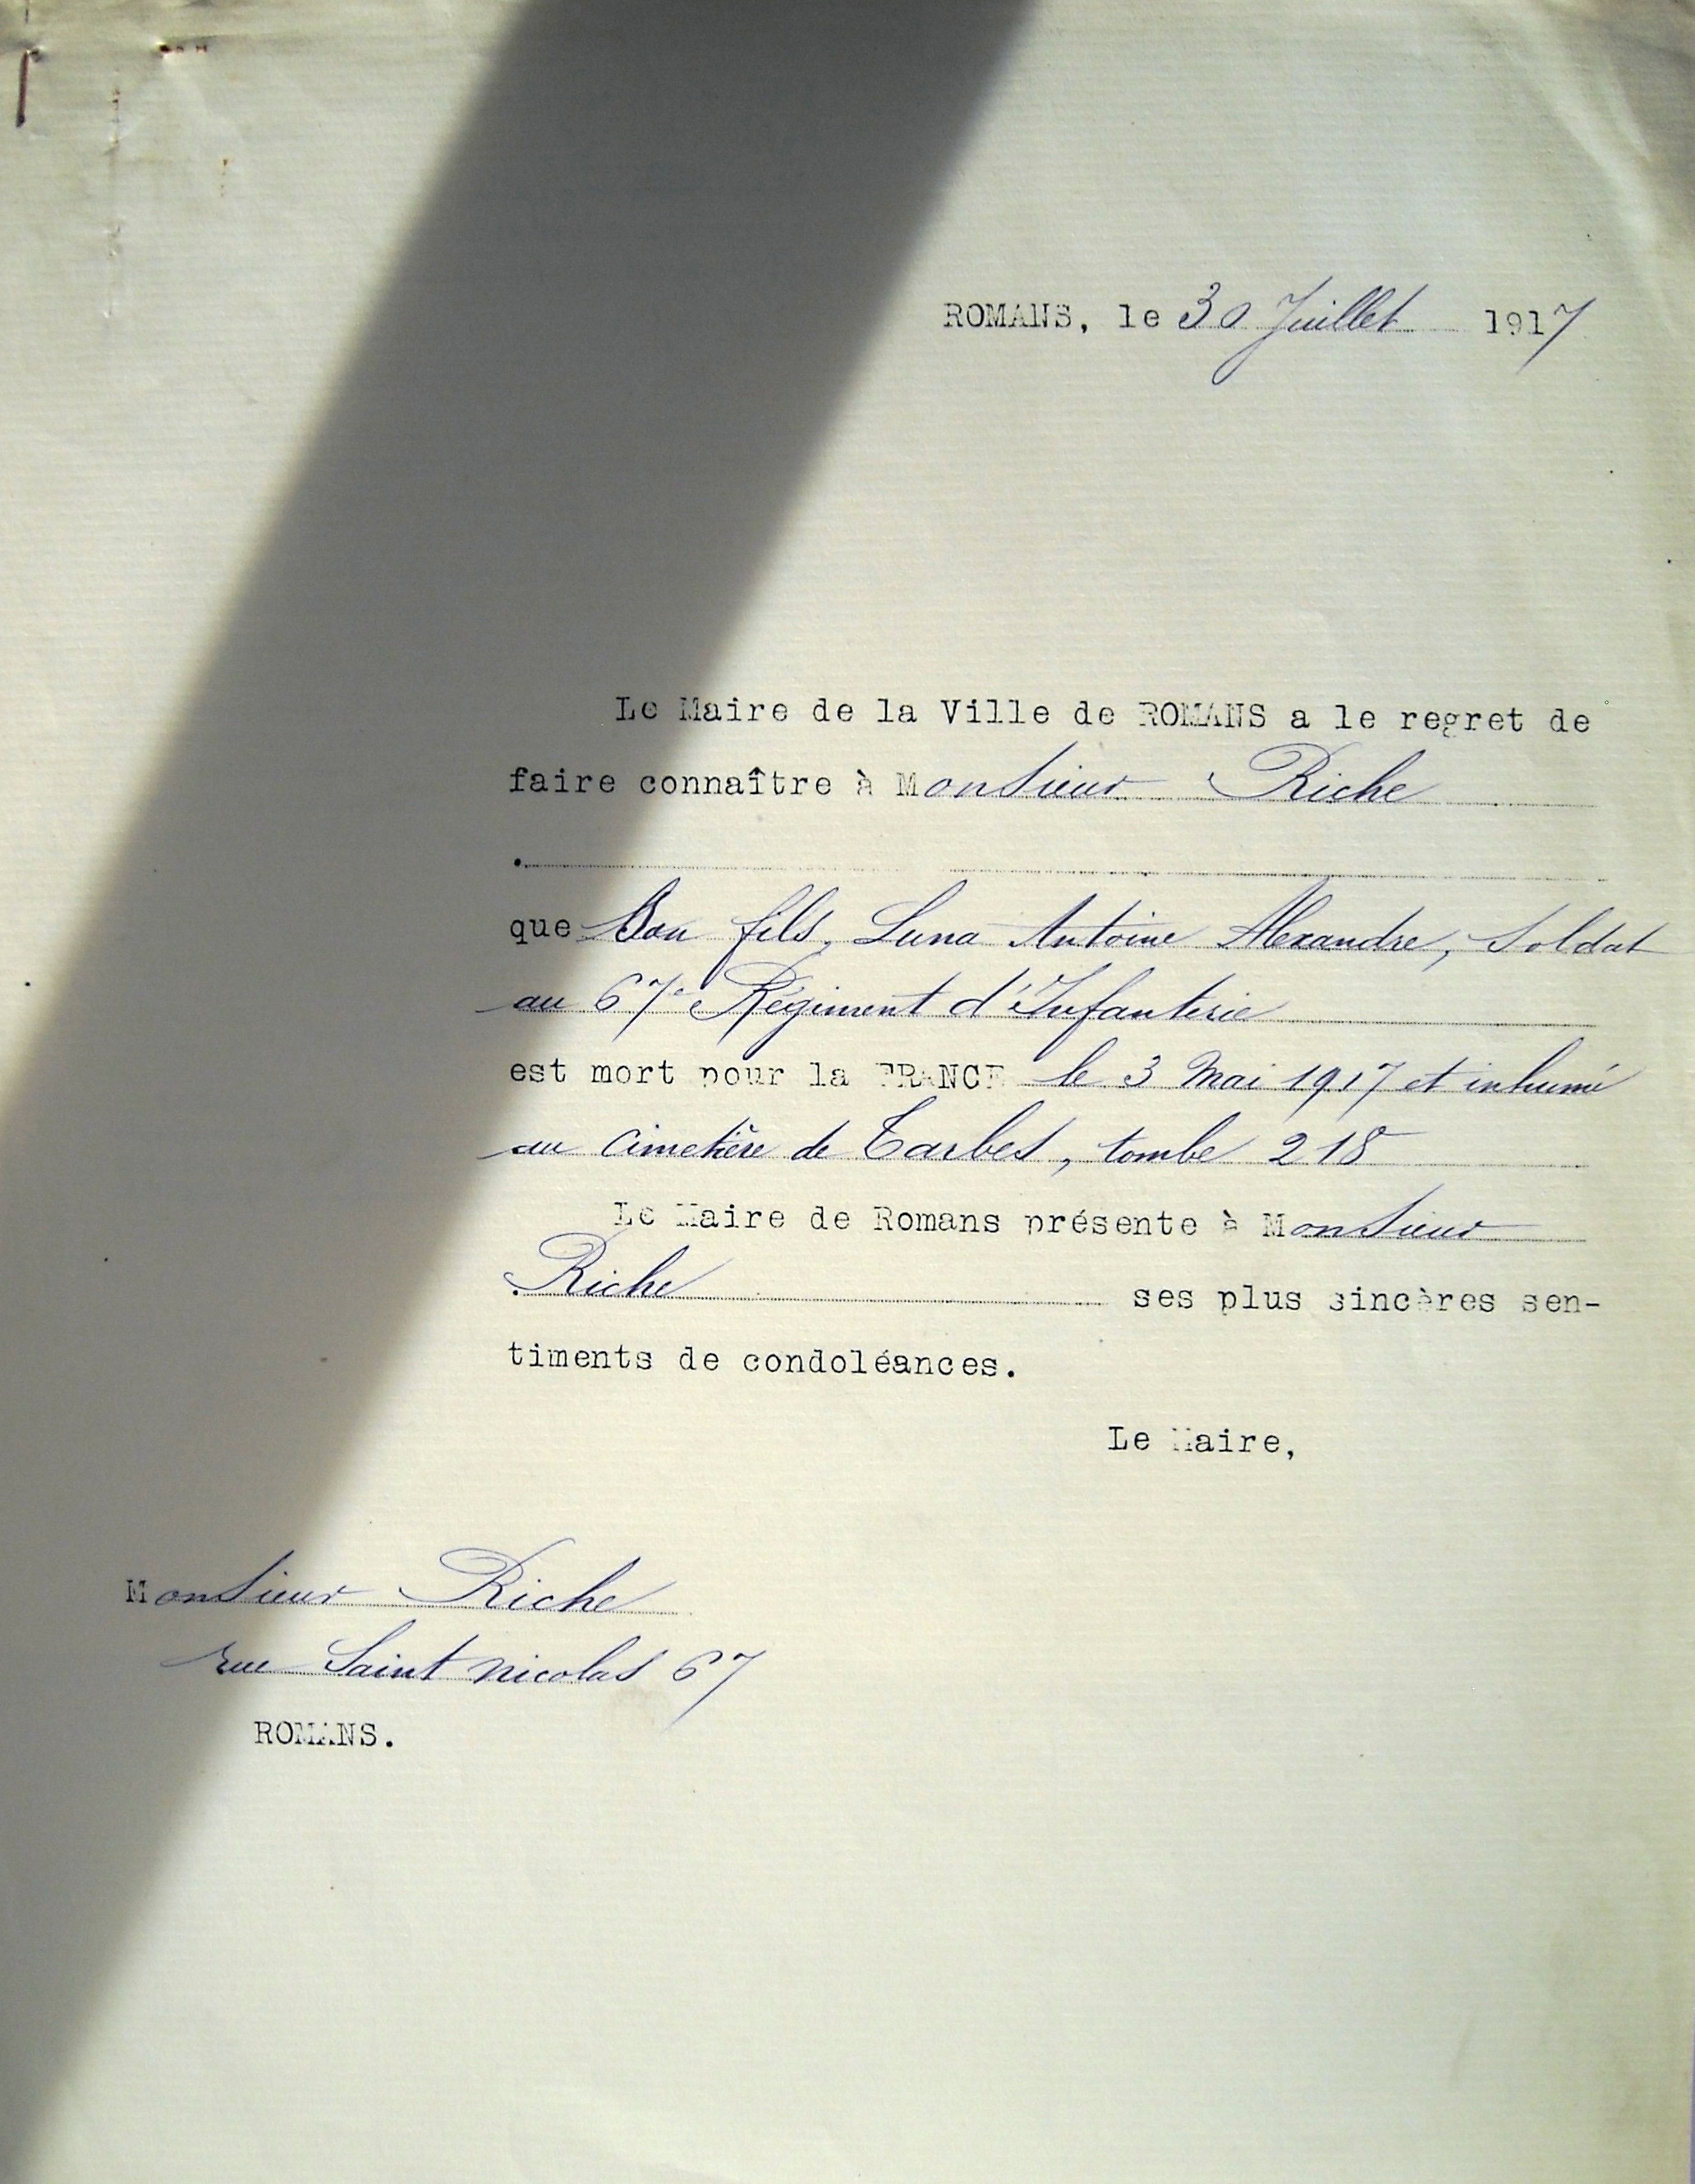 ROMANS, le 30 Juillet 1917
Le Maire de la Ville de ROMANS a le regret de
faire connaître à Monsieur Riche
que Son fils, Luna Antoine Alexandre, Soldat
au 67e Régiment d'Infanterie
est mort pour la FRANCE le 3 Mai 1917 et inhumé
au Cimetière de Tarbes, tombe 218
Le Maire de Romans présente à Monsieur
Riche ses plus sincères sen-
timents de condoléances.
Le Maire,
Monsieur Riche
rue Saint Nicolas 67
ROMANS.